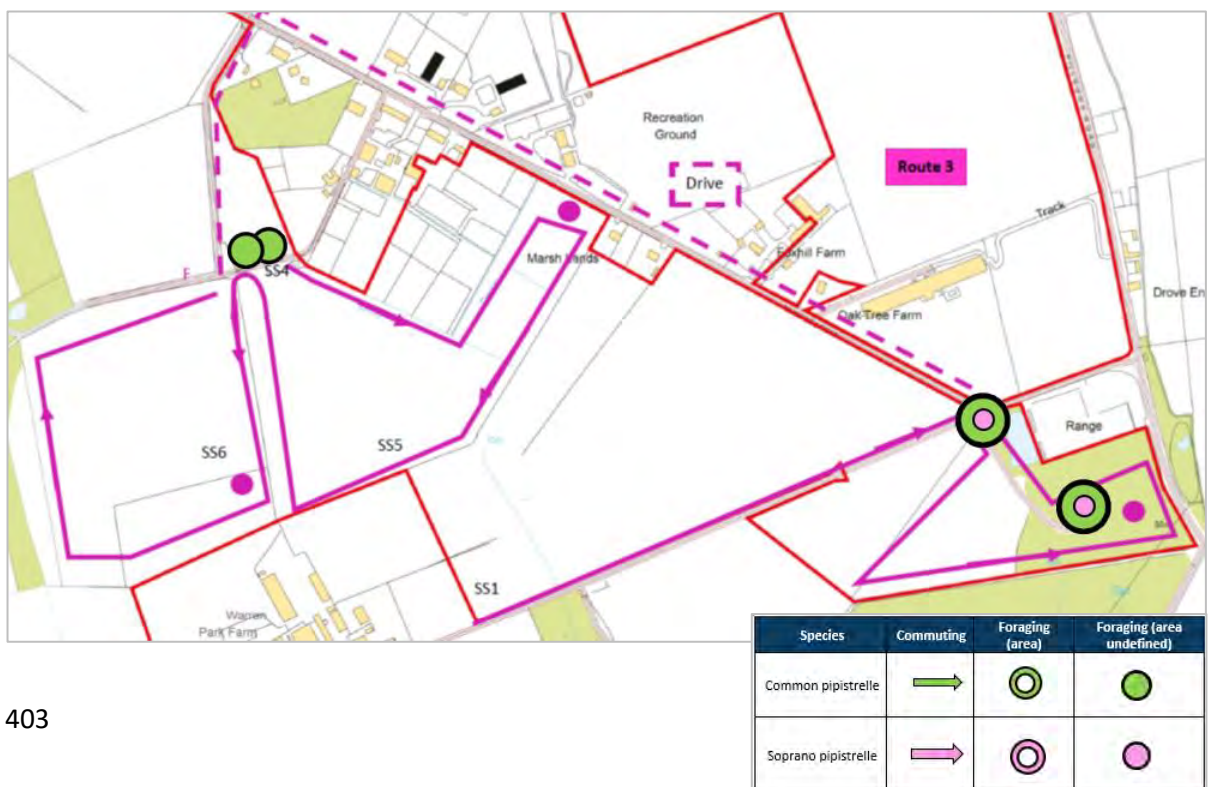 Recreation
Ground
Drive
Route 3
Track
Foxhill Farm
Drove En
Oak Tree Farm
Marsh Lands
F
SS4
SS5
SS6
Range
SS1
Warren
Park Farm
Species Commuting Foraging (area) Foraging (area undefined)
Common pipistrelle
Soprano pipistrelle
403